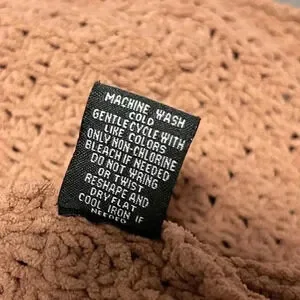 MACHINE WASH
COLD
GENTLE CYCLE WITH
LIKE COLORS
ONLY NON-CHLORINE
BLEACH IF NEEDED
DO NOT WRING
OR TWIST
RESHAPE AND
DRY FLAT
COOL IRON IF
NEEDED